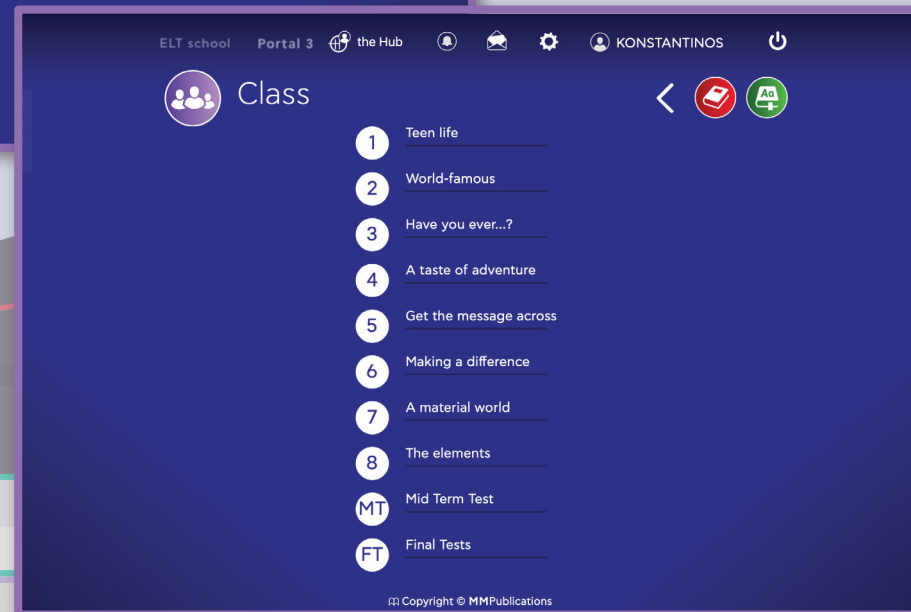 ELT school Portal 3 the Hub KONSTANTINOS
Class
Aa
1 Teen life
2 World-famous
3 Have you ever...?
4 A taste of adventure
5 Get the message across
6 Making a difference
7 A material world
8 The elements
MT Mid Term Test
FT Final Tests
Copyright © MMPublications